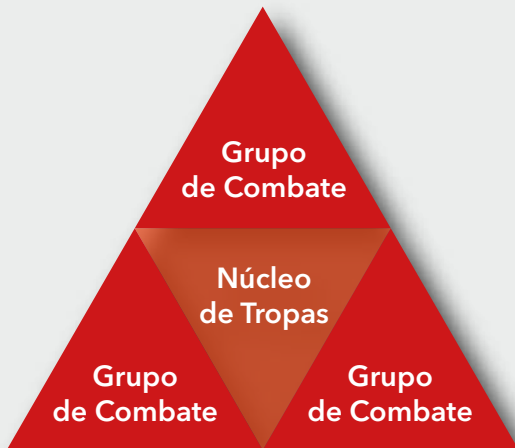 Grupo
de Combate
Núcleo
de Tropas
Grupo
de Combate
Grupo
de Combate